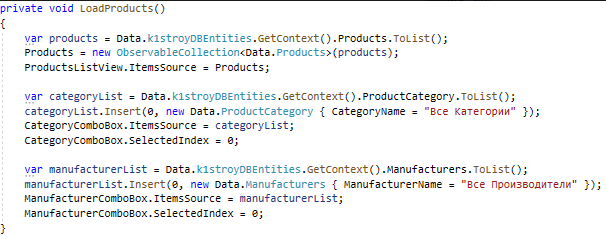 private void LoadProducts()
{
var products = Data.k1stroyDBEntities.GetContext().Products.ToList();
Products = new ObservableCollection<Data.Products>(products);
ProductsListView.ItemsSource = Products;
var categoryList = Data.k1stroyDBEntities.GetContext().ProductCategory.ToList();
categoryList.Insert(0, new Data.ProductCategory { CategoryName = "Все Категории" });
CategoryComboBox.ItemsSource = categoryList;
CategoryComboBox.SelectedIndex = 0;
var manufacturerList = Data.k1stroyDBEntities.GetContext().Manufacturers.ToList();
manufacturerList.Insert(0, new Data.Manufacturers { ManufacturerName = "Все Производители" });
ManufacturerComboBox.ItemsSource = manufacturerList;
ManufacturerComboBox.SelectedIndex = 0;
}